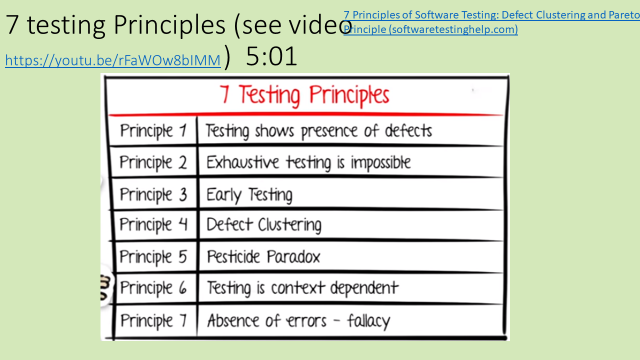 7 testing Principles (see video
https://youtu.be/rFaWOw8bIMM ) 5:01
7 Principles of Software Testing: Defect Clustering and Pareto
Principle (softwaretestinghelp.com)
7 Testing Principles
Principle 1 Testing shows presence of defects
Principle 2 Exhaustive testing is impossible
Principle 3 Early Testing
Principle 4 Defect Clustering
Principle 5 Pesticide Paradox
Principle 6 Testing is context dependent
Principle 7 Absence of errors - fallacy